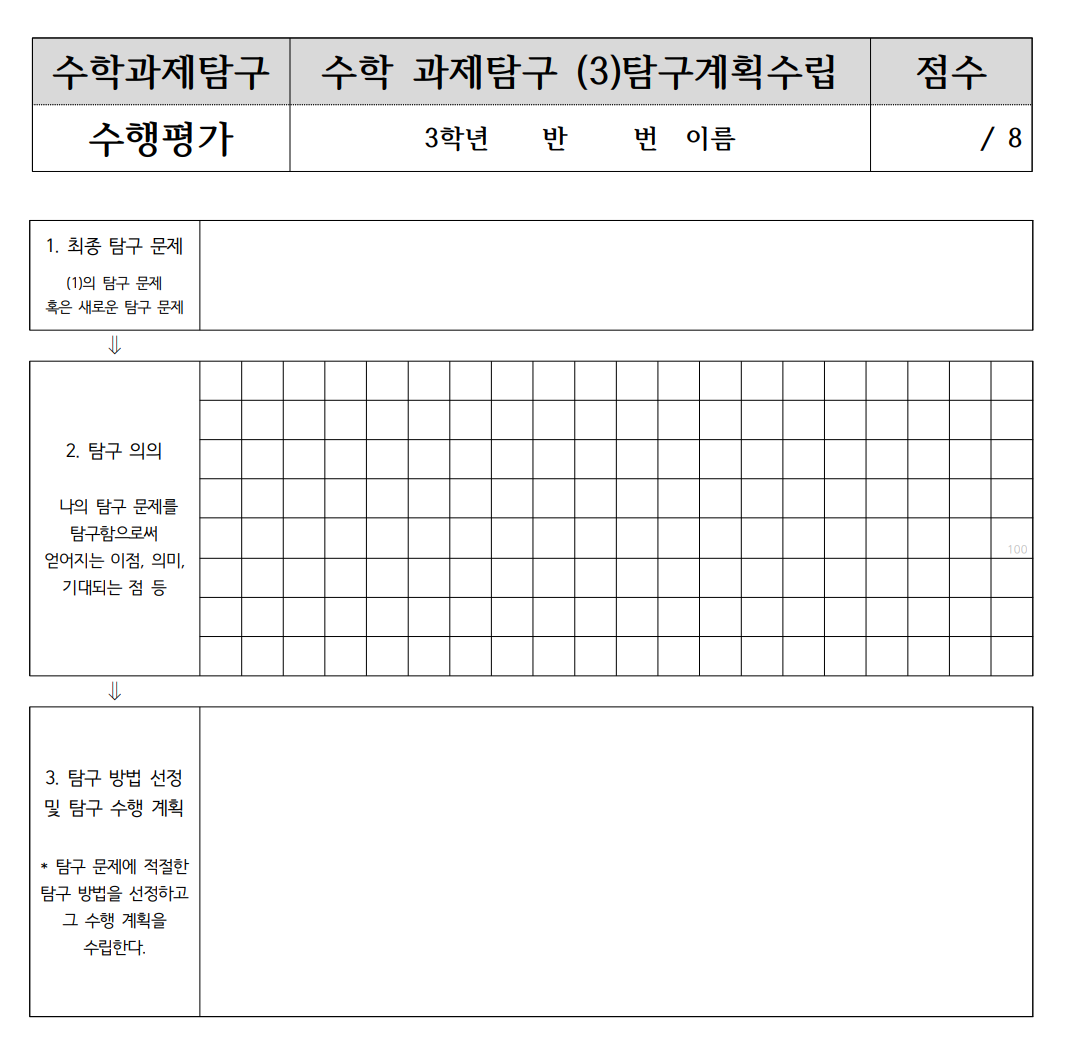 수학과제탐구 수학 과제탐구 (3)탐구계획수립 점수
수행평가 3학년 반 번 이름 / 8
1. 최종 탐구 문제
(1)의 탐구 문제
혹은 새로운 탐구 문제
⇓
2. 탐구 의의
나의 탐구 문제를
탐구함으로써
얻어지는 이점, 의미,
기대되는 점 등
100
⇓
3. 탐구 방법 선정
및 탐구 수행 계획
* 탐구 문제에 적절한
탐구 방법을 선정하고
그 수행 계획을
수립한다.